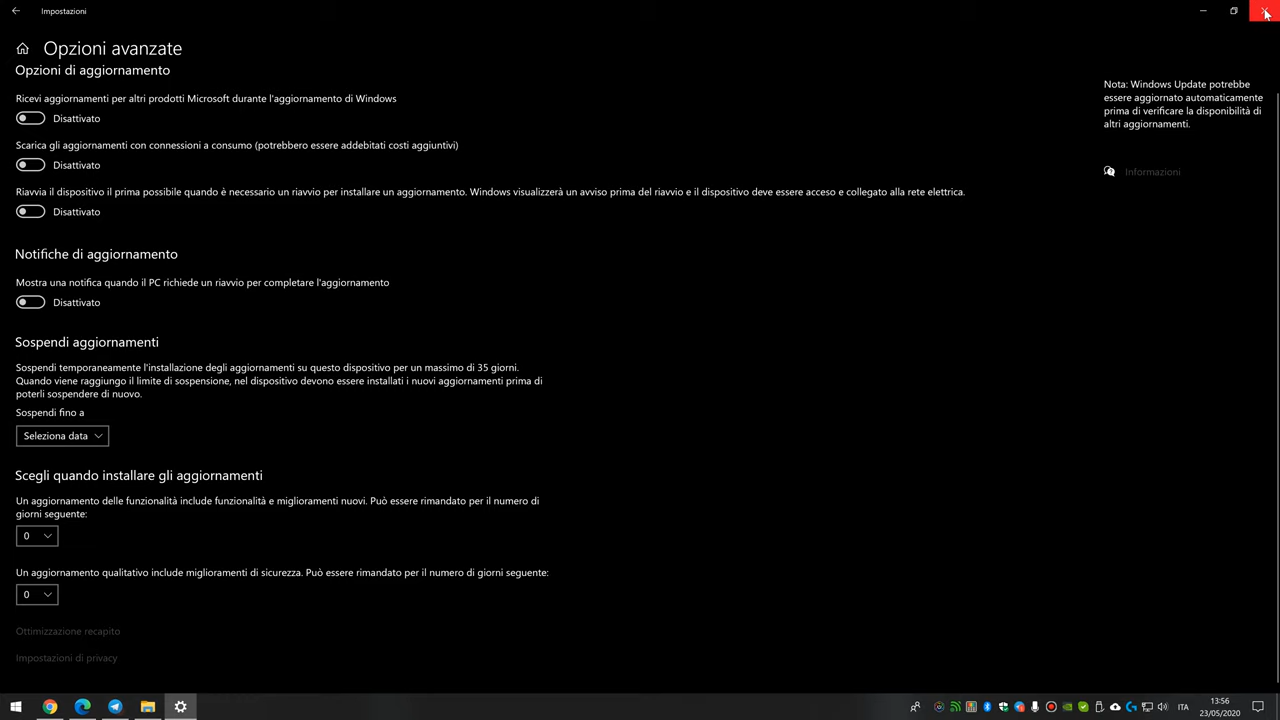 Impostazioni
Opzioni avanzate
Opzioni di aggiornamento
Ricevi aggiornamenti per altri prodotti Microsoft durante l'aggiornamento di Windows
Disattivato
Scarica gli aggiornamenti con connessioni a consumo (potrebbero essere addebitati costi aggiuntivi)
Disattivato
Riavvia il dispositivo il prima possibile quando è necessario un riavvio per installare un aggiornamento. Windows visualizzerà un avviso prima del riavvio e il dispositivo deve essere acceso e collegato alla rete elettrica.
Disattivato
Notifiche di aggiornamento
Mostra una notifica quando il PC richiede un riavvio per completare l'aggiornamento
Disattivato
Sospendi aggiornamenti
Sospendi temporaneamente l'installazione degli aggiornamenti su questo dispositivo per un massimo di 35 giorni.
Quando viene raggiungo il limite di sospensione, nel dispositivo devono essere installati i nuovi aggiornamenti prima di
poterli sospendere di nuovo.
Sospendi fino a
Seleziona data
Scegli quando installare gli aggiornamenti
Un aggiornamento delle funzionalità include funzionalità e miglioramenti nuovi. Può essere rimandato per il numero di
giorni seguente:
0
Un aggiornamento qualitativo include miglioramenti di sicurezza. Può essere rimandato per il numero di giorni seguente:
0
Ottimizzazione recapito
Impostazioni di privacy
Nota: Windows Update potrebbe
essere aggiornato automaticamente
prima di verificare la disponibilità di
altri aggiornamenti.
Informazioni
ITA
13:56
23/05/2020